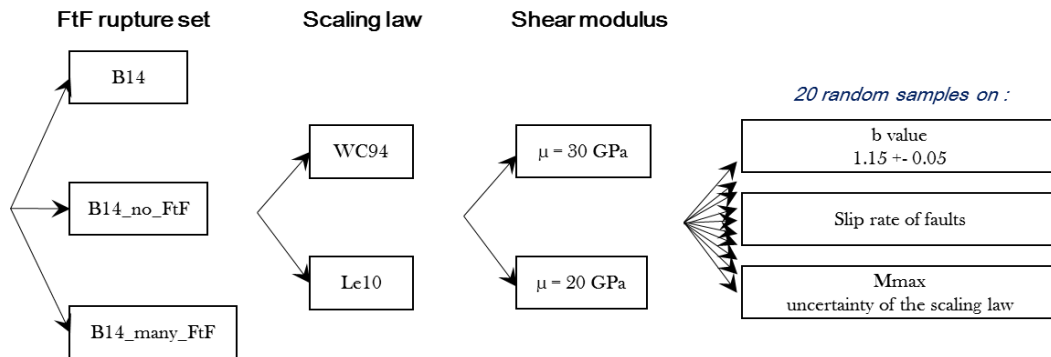 FtF rupture set
Scaling law
Shear modulus
B14
B14_no_FtF
B14_many_FtF
WC94
Le10
μ = 30 GPa
μ = 20 GPa
20 random samples on :
b value
1.15 +- 0.05
Slip rate of faults
Mmax
uncertainty of the scaling law